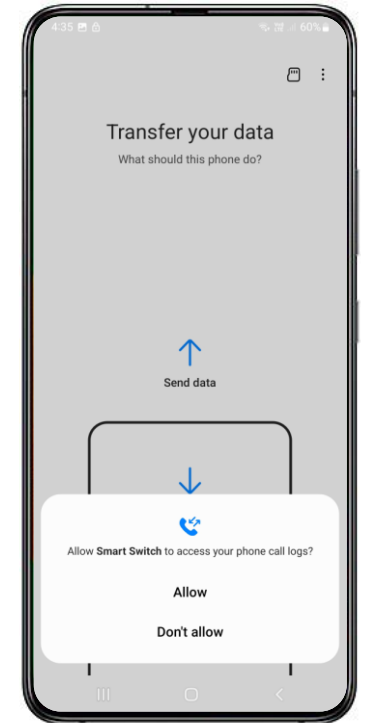 4:35 60%
Transfer your data
What should this phone do?
Send data
Allow Smart Switch to access your phone call logs?
Allow
Don't allow